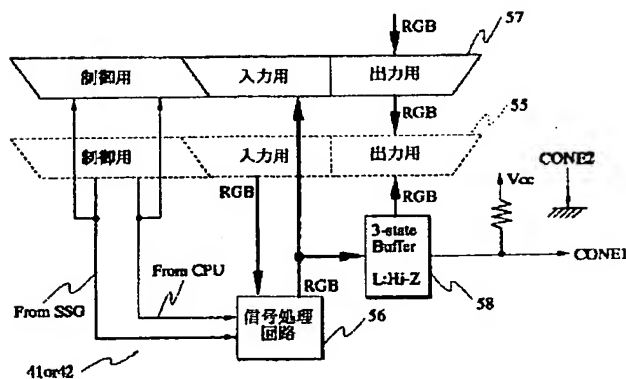 RGB
57
制御用
入力用
出力用
RGB
55
制御用
入力用
出力用
CONE2
RGB
RGB
Vcc
3-state
Buffer
L:Hi-Z
CONE1
From CPU
RGB
58
From SSG
信号処理
回路
56
41or42